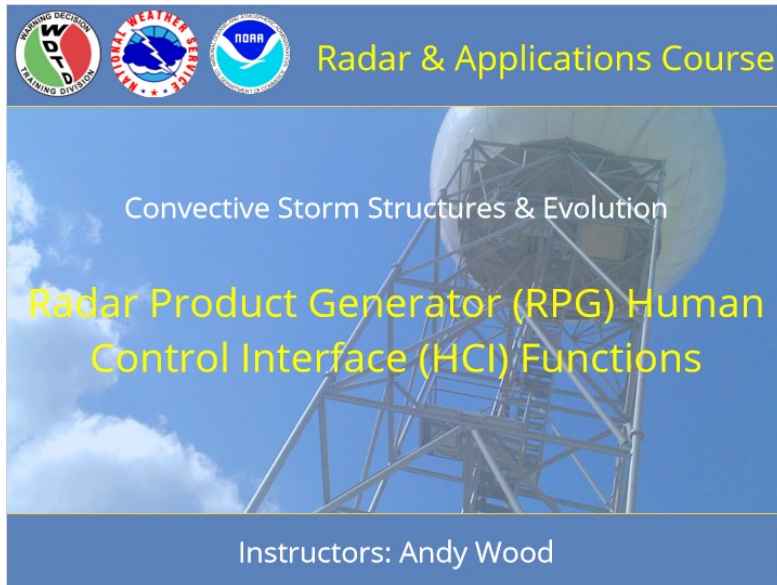 WARNING DECISION
WDTD
TRAINING DIVISION
NATIONAL WEATHER SERVICE
NOAA
Radar & Applications Course
Convective Storm Structures & Evolution
Radar Product Generator (RPG) Human
Control Interface (HCI) Functions
Instructors: Andy Wood